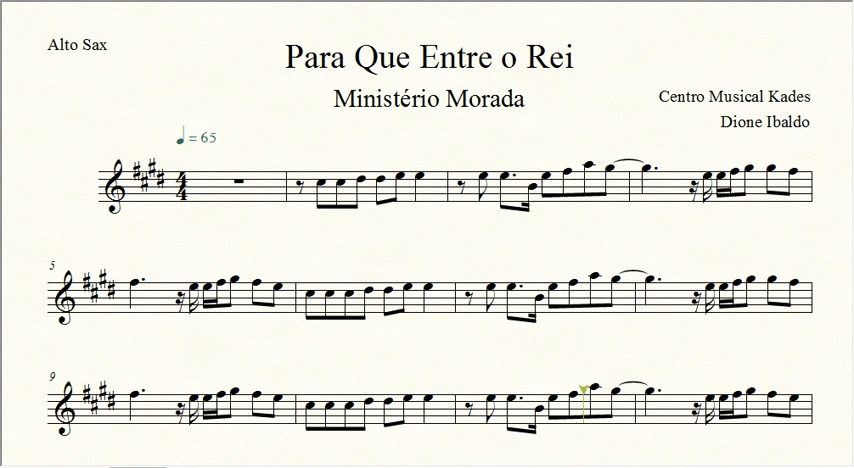 Alto Sax
Para Que Entre o Rei
Ministério Morada
Centro Musical Kades
Dione Ibaldo
= 65
4
4
5
9